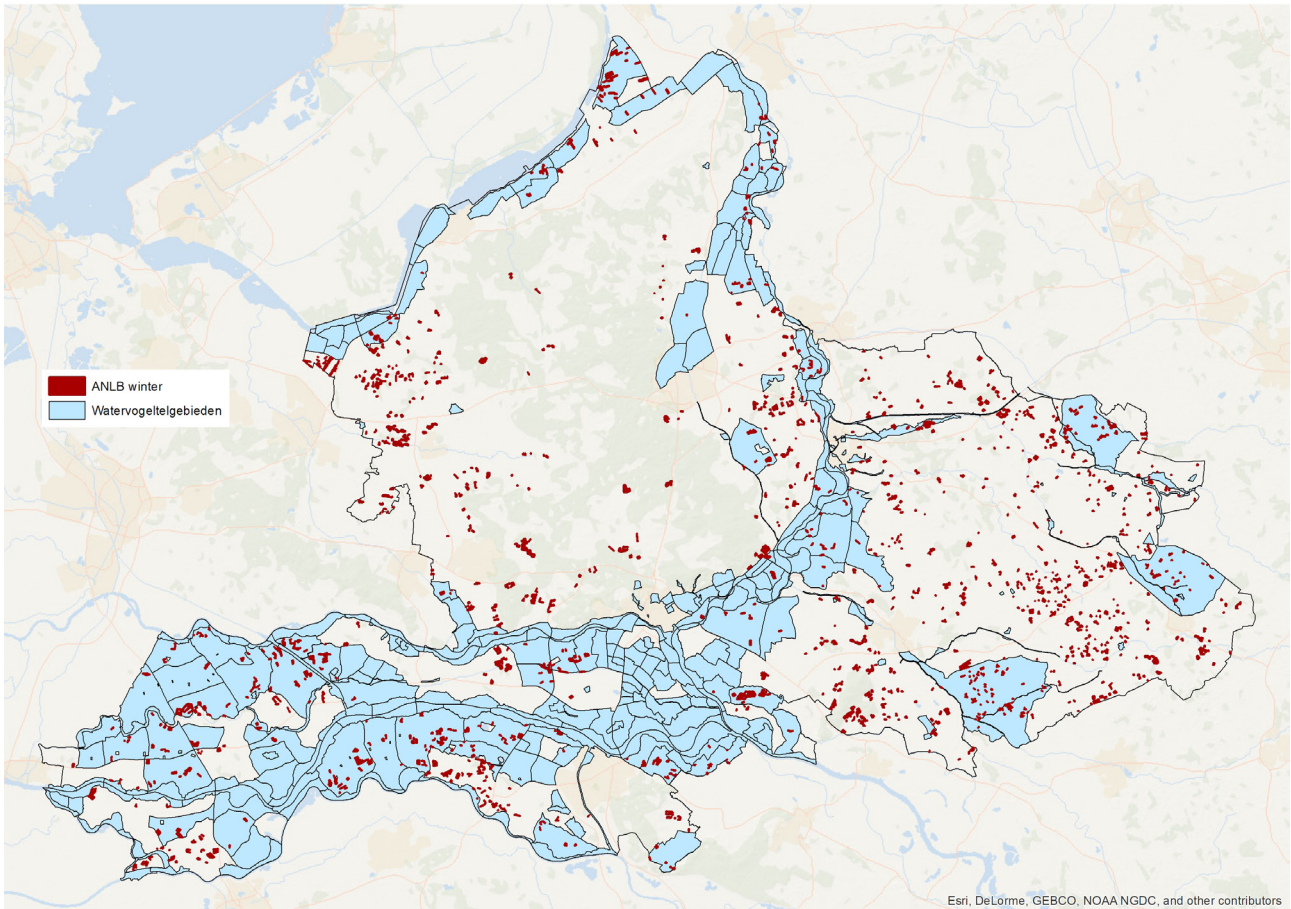 ANLB winter
Watervogeltelgebieden
Esri, DeLorme, GEBCO, NOAA NGDC, and other contributors